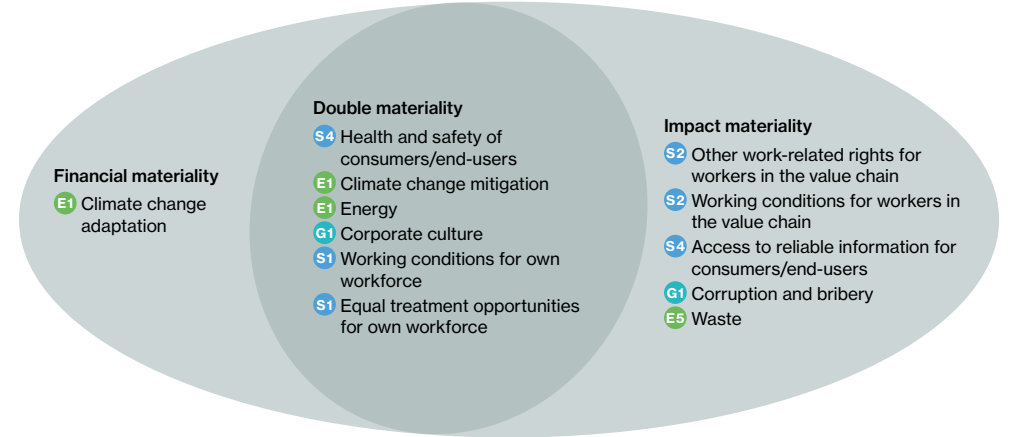 Financial materiality
E1 Climate change
adaptation
Double materiality
S4 Health and safety of
consumers/end-users
E1 Climate change mitigation
E1 Energy
G1 Corporate culture
S1 Working conditions for own
workforce
S1 Equal treatment opportunities
for own workforce
Impact materiality
S2 Other work-related rights for
workers in the value chain
S2 Working conditions for workers in
the value chain
S4 Access to reliable information for
consumers/end-users
G1 Corruption and bribery
E5 Waste